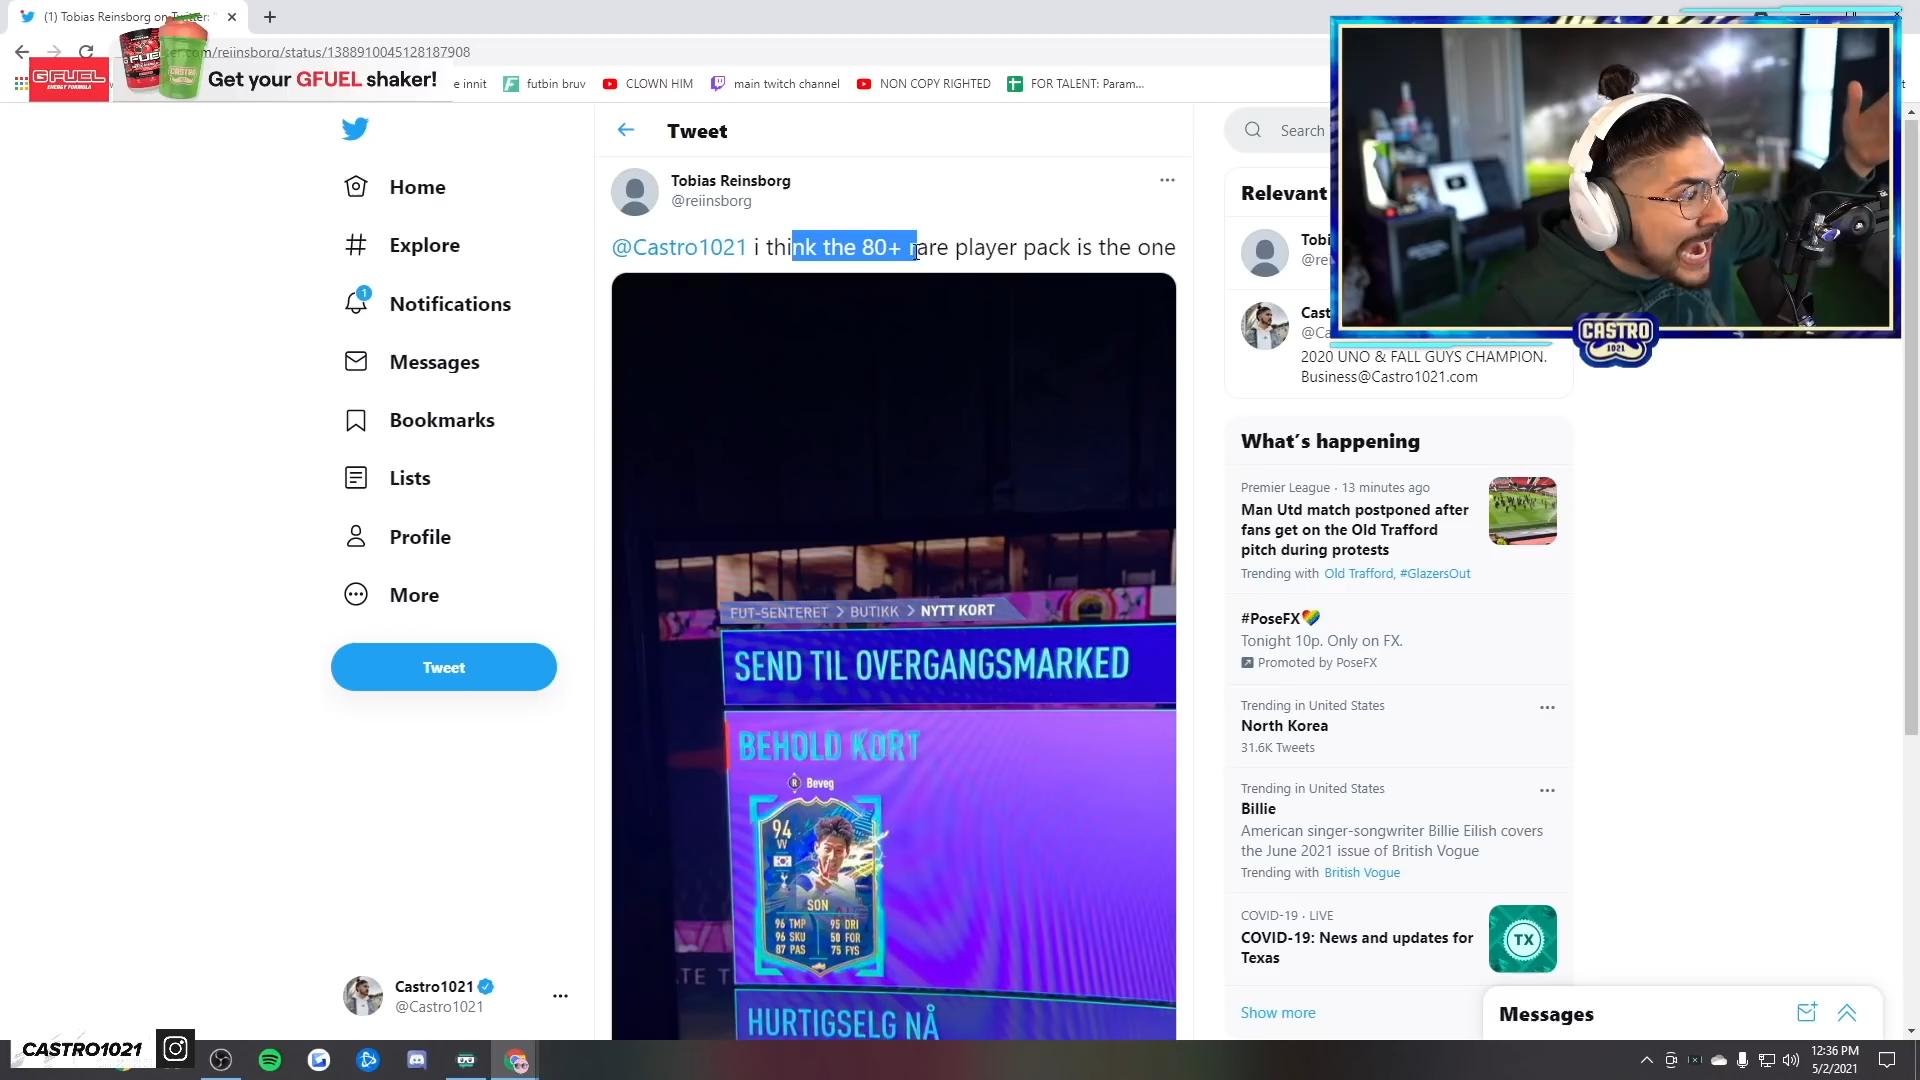 (1) Tobias Reinsborg on Twitter: "
er.com/reiinsborg/status/1388910045128187908
GFUEL
ENERGY FORMULA
Get your GFUEL shaker!
e innit
futbin bruv
CLOWN HIM
main twitch channel
NON COPY RIGHTED
FOR TALENT: Param...
Home
Explore
1
Notifications
Messages
Bookmarks
Lists
Profile
More
Tweet
Castro1021
@Castro1021
CASTRO1021
Tweet
Tobias Reinsborg
@reiinsborg
@Castro1021 i think the 80+ rare player pack is the one
FUT-SENTERET > BUTIKK > NYTT KORT
SEND TIL OVERGANGSMARKED
BEHOLD KORT
R Beveg
94
VV
SON
96 TMP 95 DRI
96 SKU 50 FOR
87 PAS 75 FYS
HURTIGSELG NÅ
Search
Relevant
Tobi
@rei
Cast
@Ca
2020 UNO & FALL GUYS CHAMPION.
Business@Castro1021.com
CASTRO
1021
What's happening
Premier League · 13 minutes ago
Man Utd match postponed after
fans get on the Old Trafford
pitch during protests
Trending with Old Trafford, #GlazersOut
#PoseFX
Tonight 10p. Only on FX.
Promoted by PoseFX
Trending in United States
North Korea
31.6K Tweets
Trending in United States
Billie
American singer-songwriter Billie Eilish covers
the June 2021 issue of British Vogue
Trending with British Vogue
COVID-19 · LIVE
COVID-19: News and updates for
Texas
TX
Show more
Messages
12:36 PM
5/2/2021